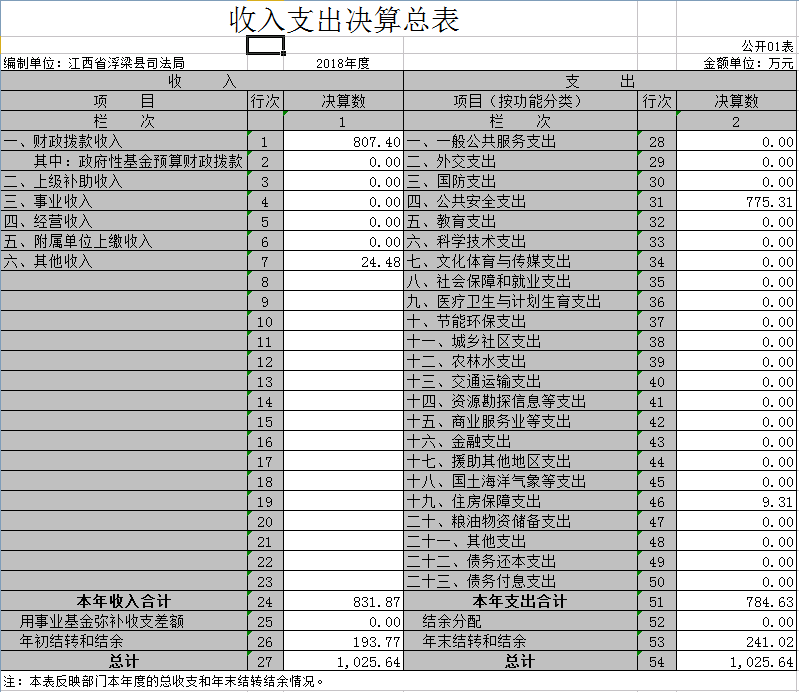 收入支出决算总表
公开01表
编制单位：江西省浮梁县司法局 2018年度 金额单位：万元
收 入 支 出
项 目 行次 决算数 项目（按功能分类） 行次 决算数
栏 次 1 栏 次 2
一、财政拨款收入 1 807.40 一、一般公共服务支出 28 0.00
其中：政府性基金预算财政拨款 2 0.00 二、外交支出 29 0.00
二、上级补助收入 3 0.00 三、国防支出 30 0.00
三、事业收入 4 0.00 四、公共安全支出 31 775.31
四、经营收入 5 0.00 五、教育支出 32 0.00
五、附属单位上缴收入 6 0.00 六、科学技术支出 33 0.00
六、其他收入 7 24.48 七、文化体育与传媒支出 34 0.00
8 八、社会保障和就业支出 35 0.00
9 九、医疗卫生与计划生育支出 36 0.00
10 十、节能环保支出 37 0.00
11 十一、城乡社区支出 38 0.00
12 十二、农林水支出 39 0.00
13 十三、交通运输支出 40 0.00
14 十四、资源勘探信息等支出 41 0.00
15 十五、商业服务业等支出 42 0.00
16 十六、金融支出 43 0.00
17 十七、援助其他地区支出 44 0.00
18 十八、国土海洋气象等支出 45 0.00
19 十九、住房保障支出 46 9.31
20 二十、粮油物资储备支出 47 0.00
21 二十一、其他支出 48 0.00
22 二十二、债务还本支出 49 0.00
23 二十三、债务付息支出 50 0.00
本年收入合计 24 831.87 本年支出合计 51 784.63
用事业基金弥补收支差额 25 0.00 结余分配 52 0.00
年初结转和结余 26 193.77 年末结转和结余 53 241.02
总计 27 1,025.64 总计 54 1,025.64
注：本表反映部门本年度的总收支和年末结转结余情况。